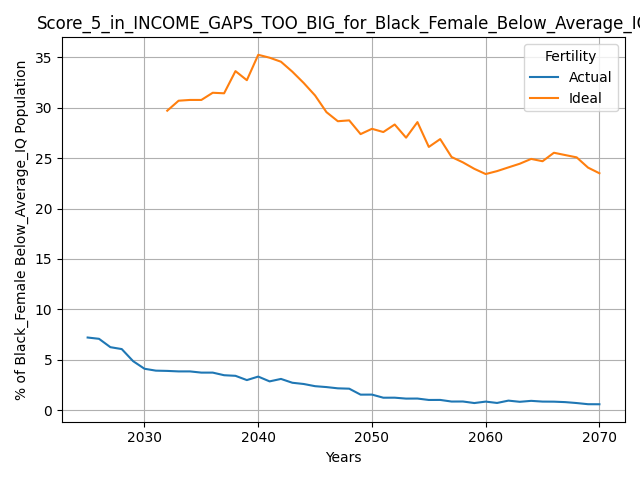 Score_5_in_INCOME_GAPS_TOO_BIG_for_Black_Female_Below_Average_IQ
Fertility
Actual
Ideal
% of Black_Female Below_Average_IQ Population
35
30
25
20
15
10
5
0
2030
2040
2050
2060
2070
Years